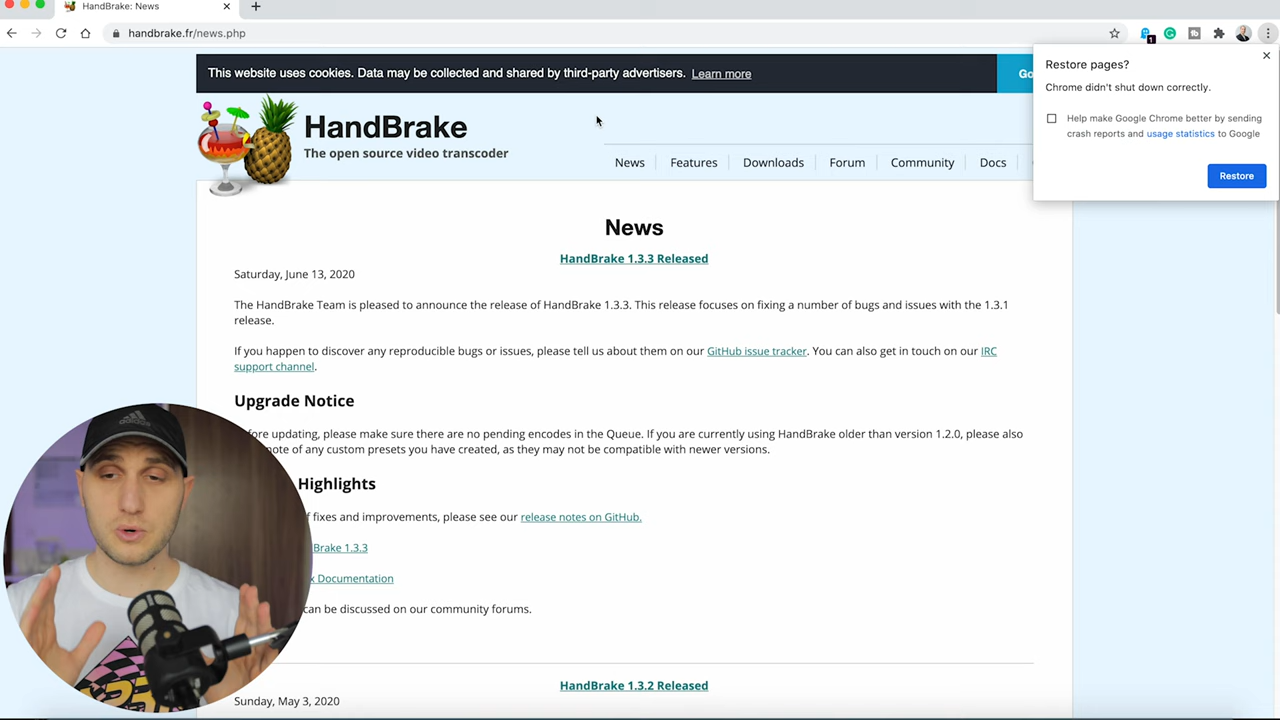 HandBrake: News
handbrake.fr/news.php
1
This website uses cookies. Data may be collected and shared by third-party advertisers. Learn more
Go
Restore pages?
Chrome didn't shut down correctly.
Help make Google Chrome better by sending
crash reports and usage statistics to Google
Restore
HandBrake
The open source video transcoder
News
Features
Downloads
Forum
Community
Docs
News
HandBrake 1.3.3 Released
Saturday, June 13, 2020
The HandBrake Team is pleased to announce the release of HandBrake 1.3.3. This release focuses on fixing a number of bugs and issues with the 1.3.1
release.
If you happen to discover any reproducible bugs or issues, please tell us about them on our GitHub issue tracker. You can also get in touch on our IRC
support channel.
Upgrade Notice
fore updating, please make sure there are no pending encodes in the Queue. If you are currently using HandBrake older than version 1.2.0, please also
note of any custom presets you have created, as they may not be compatible with newer versions.
Highlights
f fixes and improvements, please see our release notes on GitHub.
Brake 1.3.3
k Documentation
can be discussed on our community forums.
HandBrake 1.3.2 Released
Sunday, May 3, 2020